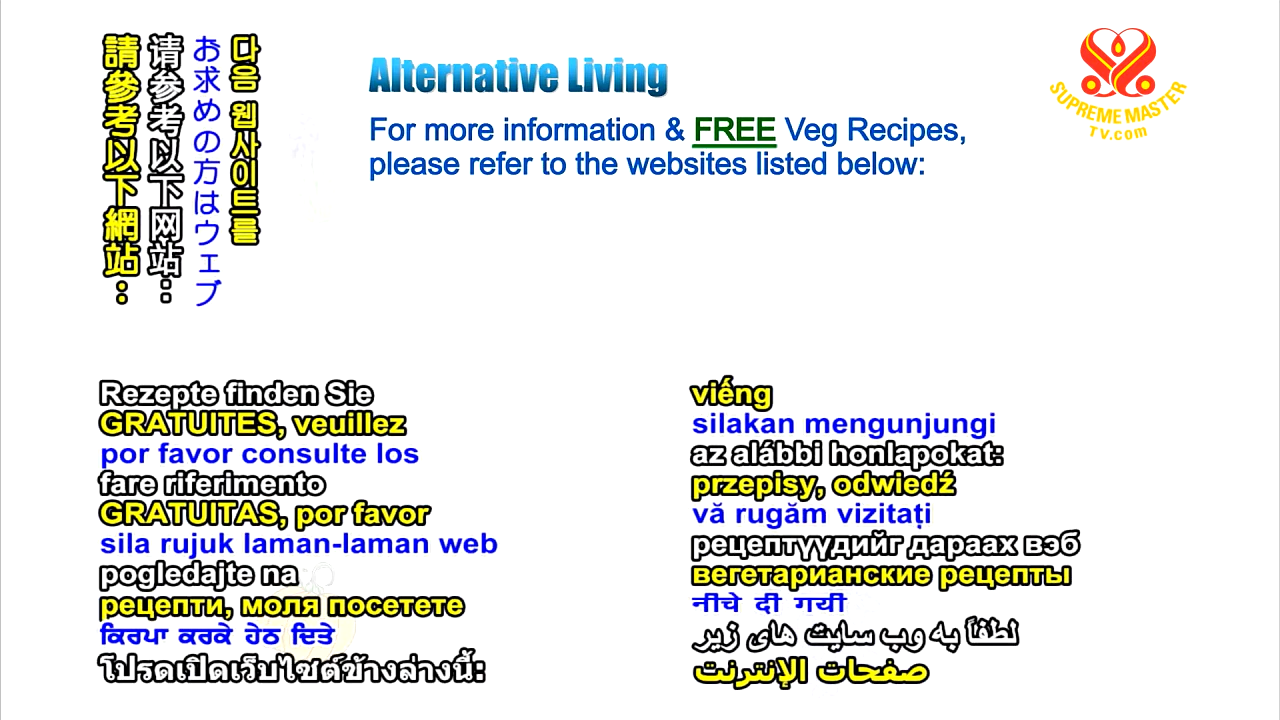 請參考以下網站：
请参考以下网站：
お求めの方はウェブ
다음 웹사이트를
Alternative Living
For more information & FREE Veg Recipes,
please refer to the websites listed below:
SUPREME MASTER
TV.com
Rezepte finden Sie
GRATUITES, veuillez
por favor consulte los
fare riferimento
GRATUITAS, por favor
sila rujuk laman-laman web
pogledajte na
рецепти, моля посетете
ਕਿਰਪਾ ਕਰਕੇ ਹੇਠ ਦਿਤੇ
โปรดเปิดเว็บไซต์ข้างล่างนี้:
viếng
silakan mengunjungi
az alábbi honlapokat:
przepisy, odwiedź
vă rugăm vizitați
рецептүүдийг дараах вэб
вегетарианские рецепты
नीचे दी गयी
لطفاً به وب سایت های زیر
صفحات الإنترنت